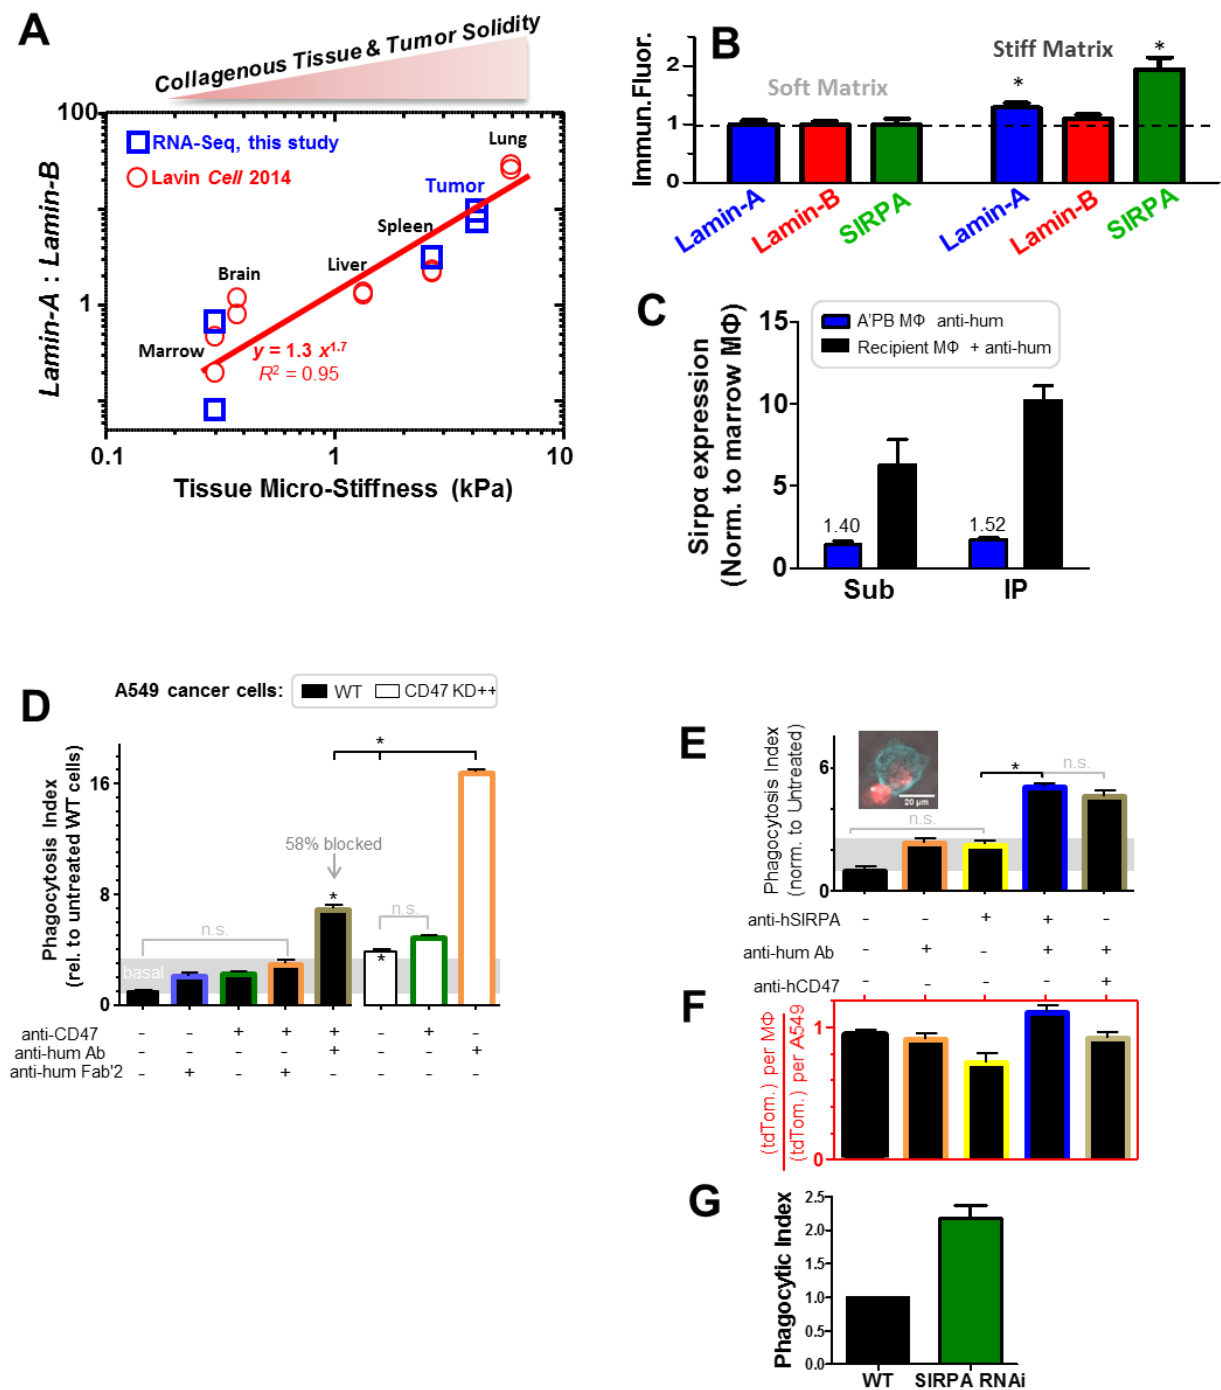 A
Collagenous Tissue & Tumor Solidity
100
1
Lamin-A : Lamin-B
RNA-Seq, this study
Lavin Cell 2014
Lung
Tumor
Spleen
Liver
Brain
Marrow
y = 1.3 x1.7
R2 = 0.95
0.1 1 10
Tissue Micro-Stiffness (kPa)
B
Immun.Fluor.
2
1
0
Soft Matrix
Stiff Matrix
*
*
Lamin-A Lamin-B SIRPA Lamin-A Lamin-B SIRPA
C
Sirpα expression
(Norm. to marrow MΦ)
15
10
5
0
A'PB MΦ anti-hum
Recipient MΦ + anti-hum
1.40
1.52
Sub IP
D
A549 cancer cells: WT CD47 KD++
Phagocytosis Index
(rel. to untreated WT cells)
16
8
0
*
58% blocked
*
n.s.
n.s.
*
basal
anti-CD47 - - + + + - + -
anti-hum Ab - - - - + - - +
anti-hum Fab'2 - + - + - - - -
E
Phagocytosis Index
(norm. to Untreated)
6
0
20 µm
*
n.s.
n.s.
anti-hSIRPA - - + + -
anti-hum Ab - + - + +
anti-hCD47 - - - - +
F
(tdTom.) per MΦ
(tdTom.) per A549
1
0
G
Phagocytic Index
2.5
2.0
1.5
1.0
0.5
0.0
WT SIRPA RNAi